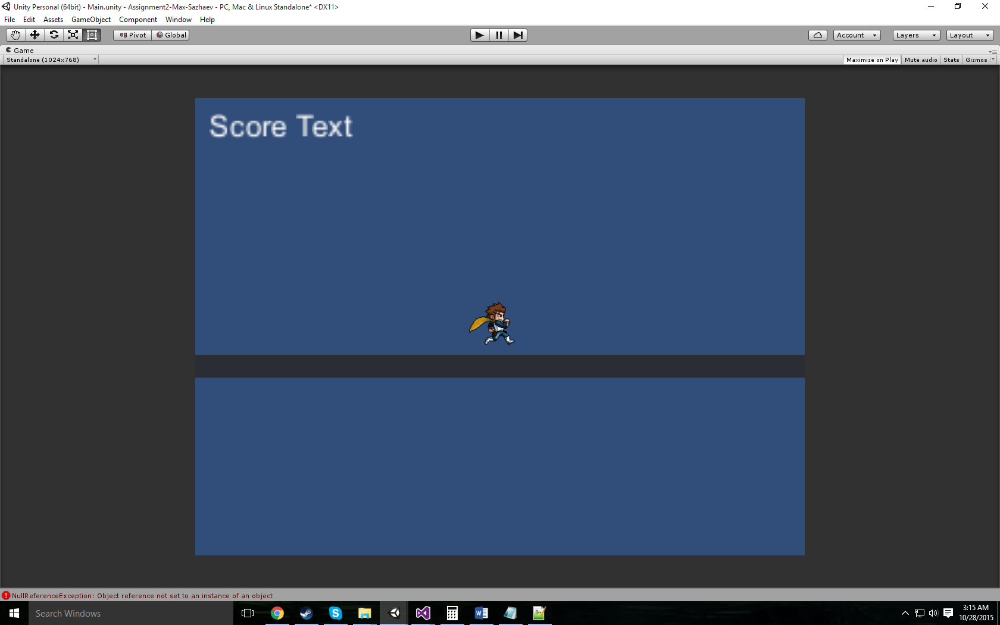 Unity Personal (64bit) - Main.unity - Assignment2-Max-Sazhaev - PC, Mac & Linux Standalone* <DX11>
File Edit Assets GameObject Component Window Help
Pivot Global Account Layers Layout
Game
Standalone (1024x768) Maximize on Play Mute audio Stats Gizmos
Score Text
NullReferenceException: Object reference not set to an instance of an object
Search Windows
3:15 AM
10/28/2015